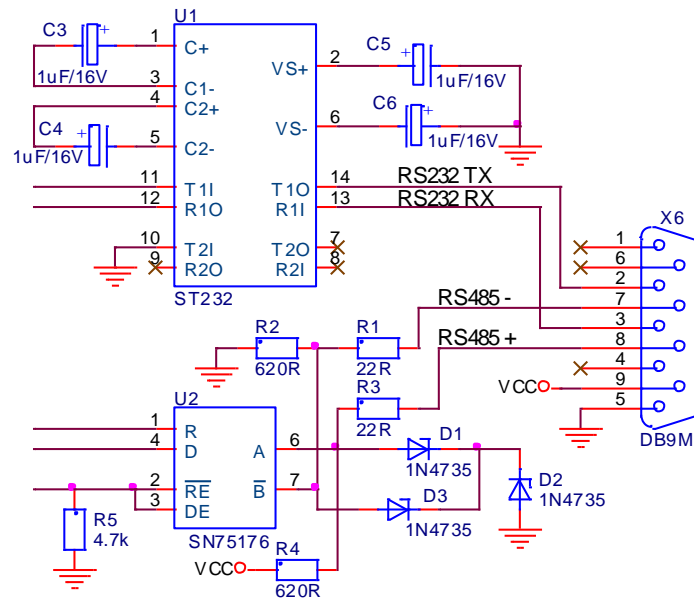 U1
C3
1uF/16V
C4
1uF/16V
1 C+
3 C1-
4 C2+
5 C2-
11 T1I
12 R1O
10 T2I
9 R2O
VS+ 2
VS- 6
T1O 14
R1I 13
T2O 7
R2I 8
ST232
C5
1uF/16V
C6
1uF/16V
RS232 TX
RS232 RX
RS485 -
RS485 +
X6
1
6
2
7
3
8
4
9
5
VCC
DB9M
R2
620R
R1
22R
R3
22R
U2
1 R
4 D
2 RE
3 DE
A 6
B 7
SN75176
D1
1N4735
D2
1N4735
D3
1N4735
R5
4.7k
R4
VCC
620R